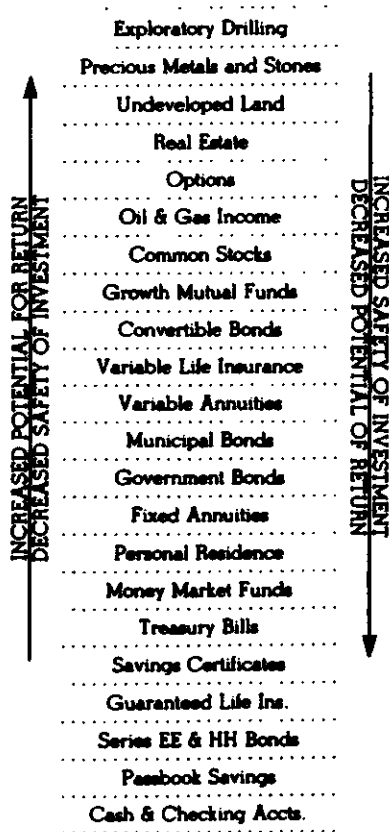 Exploratory Drilling
Precious Metals and Stones
Undeveloped Land
Real Estate
Options
Oil & Gas Income
Common Stocks
Growth Mutual Funds
Convertible Bonds
Variable Life Insurance
Variable Annuities
Municipal Bonds
Government Bonds
Fixed Annuities
Personal Residence
Money Market Funds
Treasury Bills
Savings Certificates
Guaranteed Life Ins.
Series EE & HH Bonds
Passbook Savings
Cash & Checking Accts.
INCREASED POTENTIAL FOR RETURN
DECREASED SAFETY OF INVESTMENT
INCREASED SAFETY OF INVESTMENT
DECREASED POTENTIAL OF RETURN